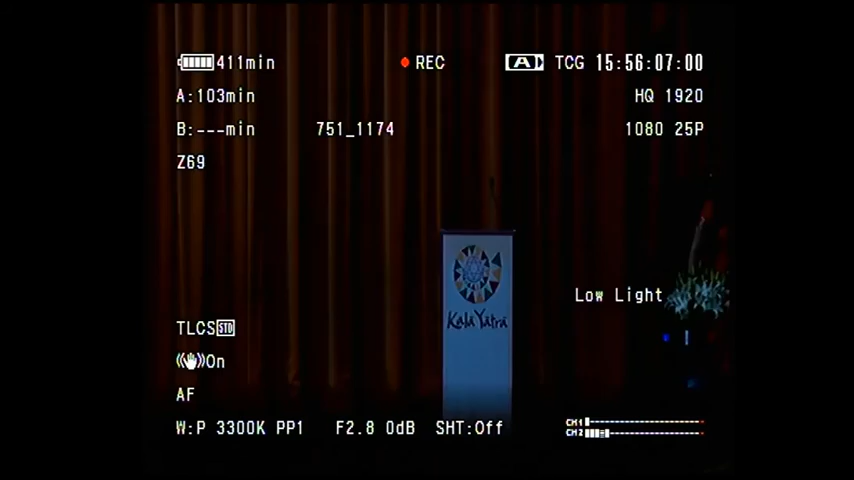 411min
REC
A
TCG 15:56:07:00
A:103min
HQ 1920
B:---min
751_1174
1080 25P
Z69
Low Light
Kala Yatra
TLCS STD
On
AF
W:P 3300K PP1 F2.8 0dB SHT:Off
CH1
CH2